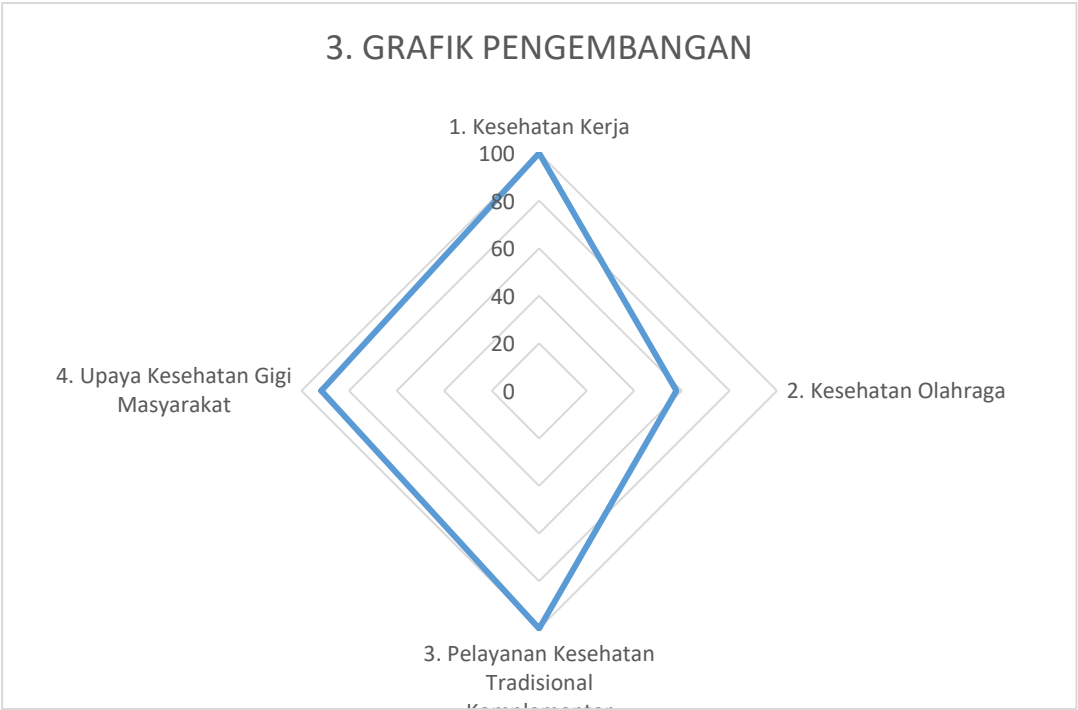 3. GRAFIK PENGEMBANGAN
1. Kesehatan Kerja
100
80
60
40
20
0
4. Upaya Kesehatan Gigi
Masyarakat
2. Kesehatan Olahraga
3. Pelayanan Kesehatan
Tradisional
Komplementer